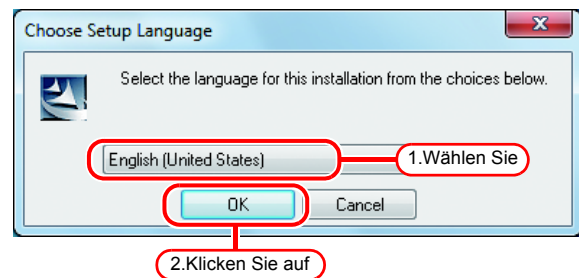 Choose Setup Language
Select the language for this installation from the choices below.
English (United States)
1.Wählen Sie
OK
Cancel
2.Klicken Sie auf